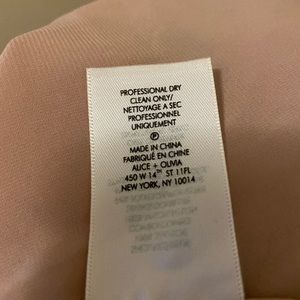 PROFESSIONAL DRY
CLEAN ONLY/
NETTOYAGE A SEC
PROFESSIONNEL
UNIQUEMENT
Ⓟ
MADE IN CHINA
FABRIQUÉ EN CHINE
ALICE + OLIVIA
450 W 14TH ST 11FL
NEW YORK, NY 10014